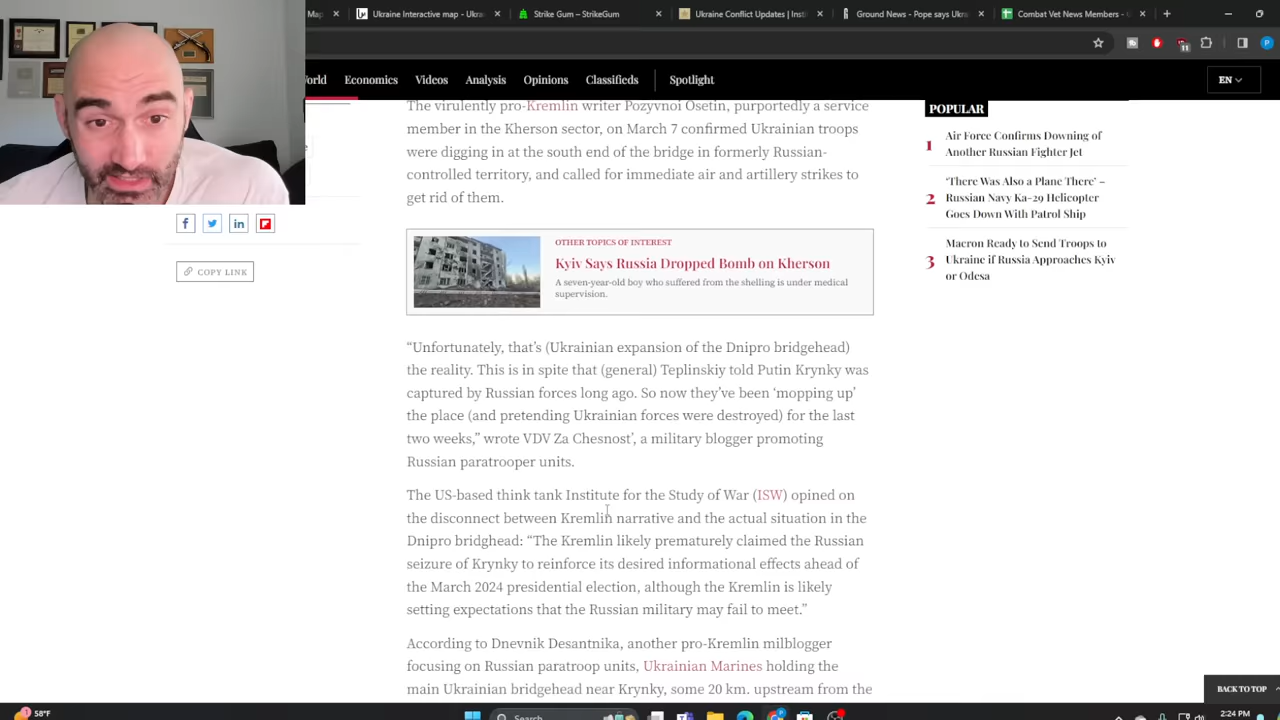 Map
Ukraine Interactive map - Ukra
Strike Gum – StrikeGum
Ukraine Conflict Updates | Inst
Ground News - Pope says Ukr
Combat Vet News Members -
11
P
orld
Economics
Videos
Analysis
Opinions
Classifieds
Spotlight
EN
The virulently pro-Kremlin writer Pozyvnoi Osetin, purportedly a service
member in the Kherson sector, on March 7 confirmed Ukrainian troops
were digging in at the south end of the bridge in formerly Russian-
controlled territory, and called for immediate air and artillery strikes to
get rid of them.
COPY LINK
OTHER TOPICS OF INTEREST
Kyiv Says Russia Dropped Bomb on Kherson
A seven-year-old boy who suffered from the shelling is under medical
supervision.
“Unfortunately, that’s (Ukrainian expansion of the Dnipro bridgehead)
the reality. This is in spite that (general) Teplinskiy told Putin Krynky was
captured by Russian forces long ago. So now they’ve been ‘mopping up’
the place (and pretending Ukrainian forces were destroyed) for the last
two weeks,” wrote VDV Za Chesnost’, a military blogger promoting
Russian paratrooper units.
The US-based think tank Institute for the Study of War (ISW) opined on
the disconnect between Kremlin narrative and the actual situation in the
Dnipro bridghead: “The Kremlin likely prematurely claimed the Russian
seizure of Krynky to reinforce its desired informational effects ahead of
the March 2024 presidential election, although the Kremlin is likely
setting expectations that the Russian military may fail to meet.”
According to Dnevnik Desantnika, another pro-Kremlin milblogger
focusing on Russian paratroop units, Ukrainian Marines holding the
main Ukrainian bridgehead near Krynky, some 20 km. upstream from the
POPULAR
1
Air Force Confirms Downing of
Another Russian Fighter Jet
2
‘There Was Also a Plane There’ –
Russian Navy Ka-29 Helicopter
Goes Down With Patrol Ship
3
Macron Ready to Send Troops to
Ukraine if Russia Approaches Kyiv
or Odesa
BACK TO TOP
58°F
Search
2:24 PM